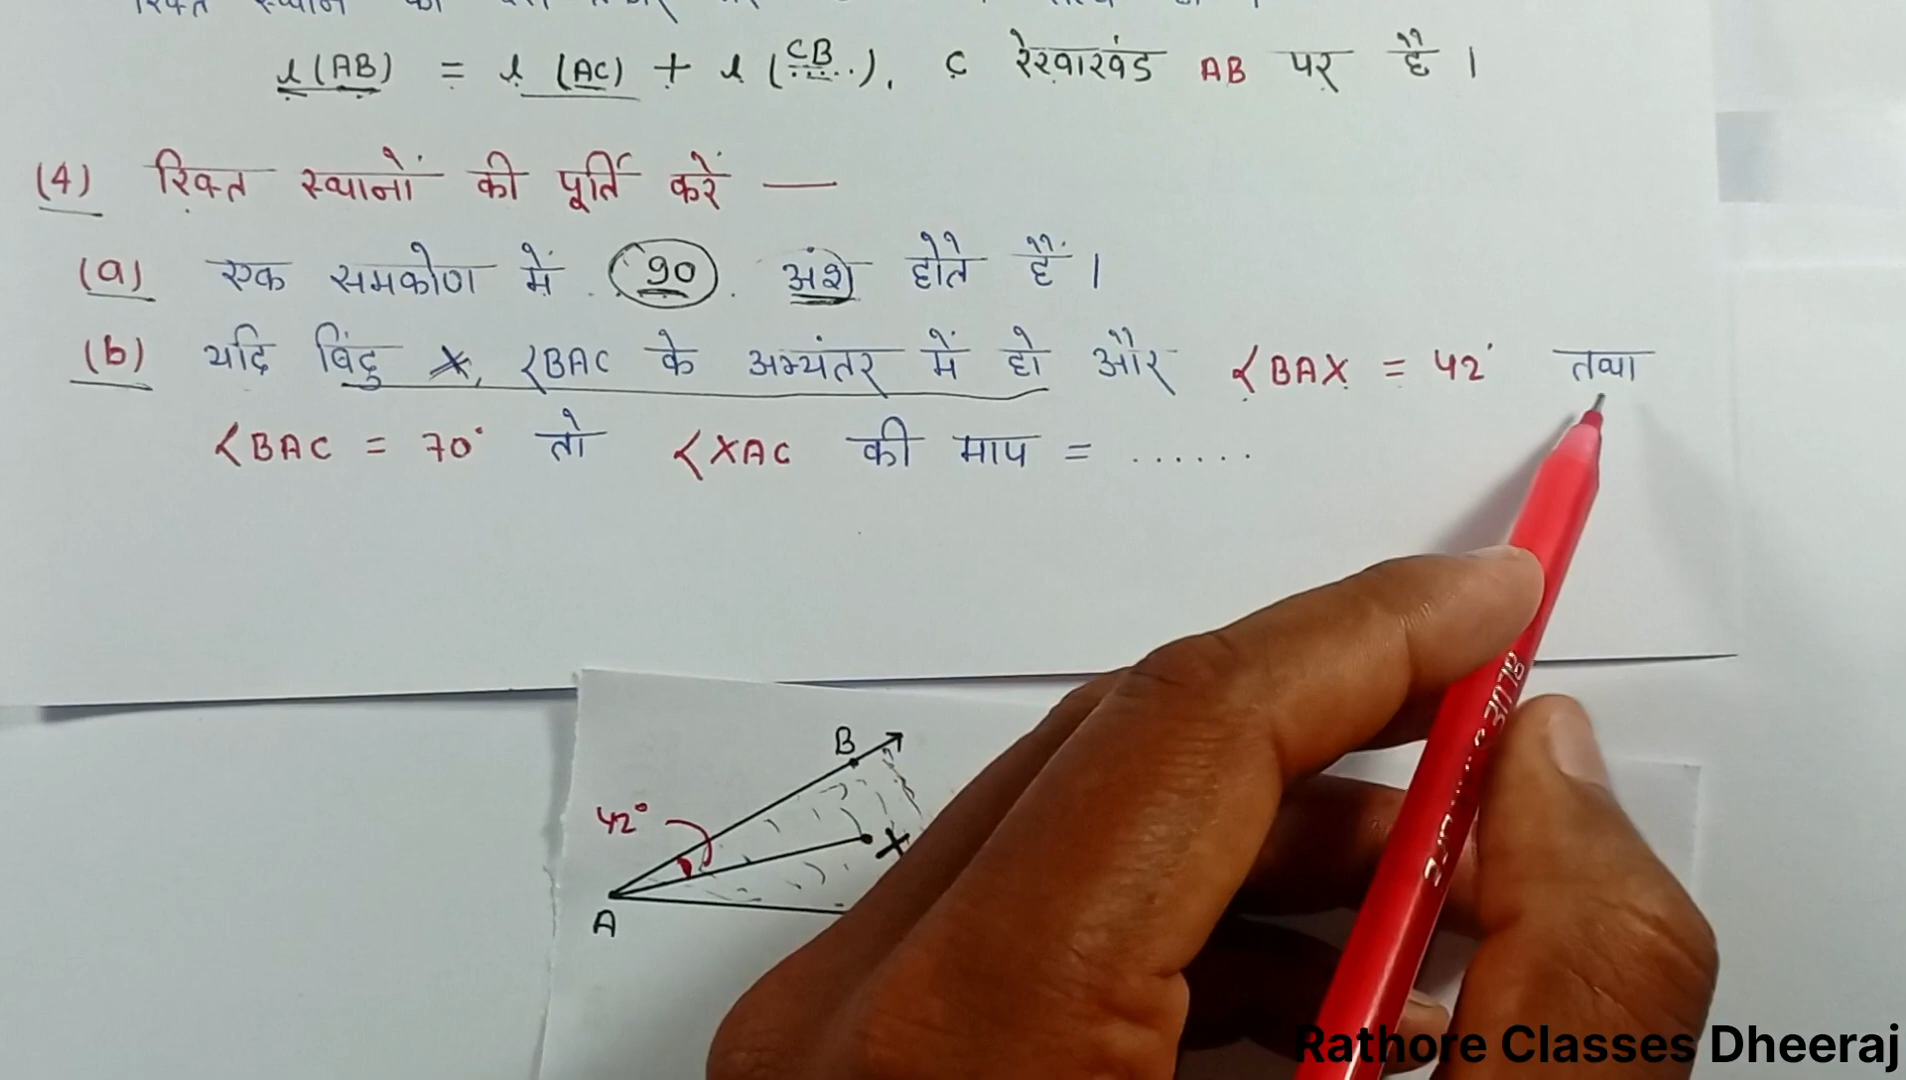 l (AB) = l (AC) + l (CB....). C रेखाखंड AB पर है ।
(4) रिक्त स्थानों की पूर्ति करें —
(a) एक समकोण में . (90) . अंश होते हैं ।
(b) यदि बिंदु X, ∠BAC के अभ्यंतर में हो और ∠BAX = 42° तथा
∠BAC = 70° तो ∠XAC की माप = ......
B
42°
X
A
Rathore Classes Dheeraj